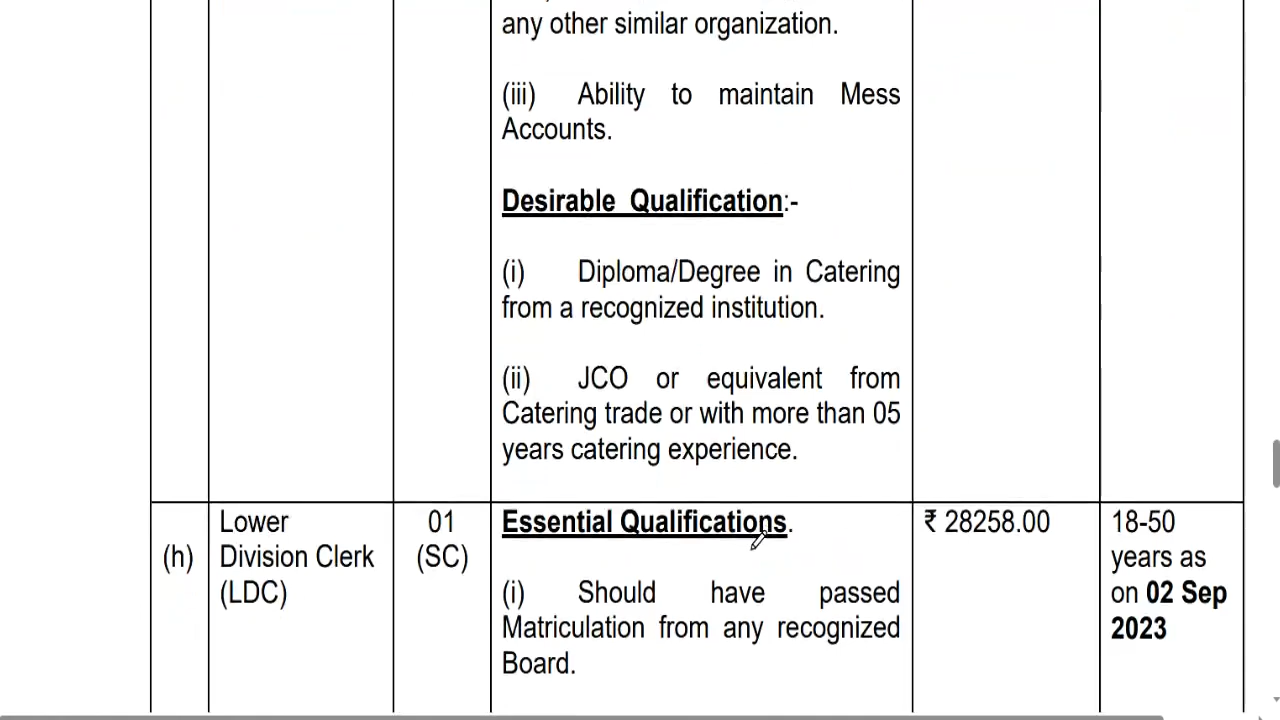 any other similar organization.
(iii) Ability to maintain Mess
Accounts.
Desirable Qualification:-
(i) Diploma/Degree in Catering
from a recognized institution.
(ii) JCO or equivalent from
Catering trade or with more than 05
years catering experience.
(h)
Lower
Division Clerk
(LDC)
01
(SC)
Essential Qualifications.
(i) Should have passed
Matriculation from any recognized
Board.
₹ 28258.00
18-50
years as
on 02 Sep
2023